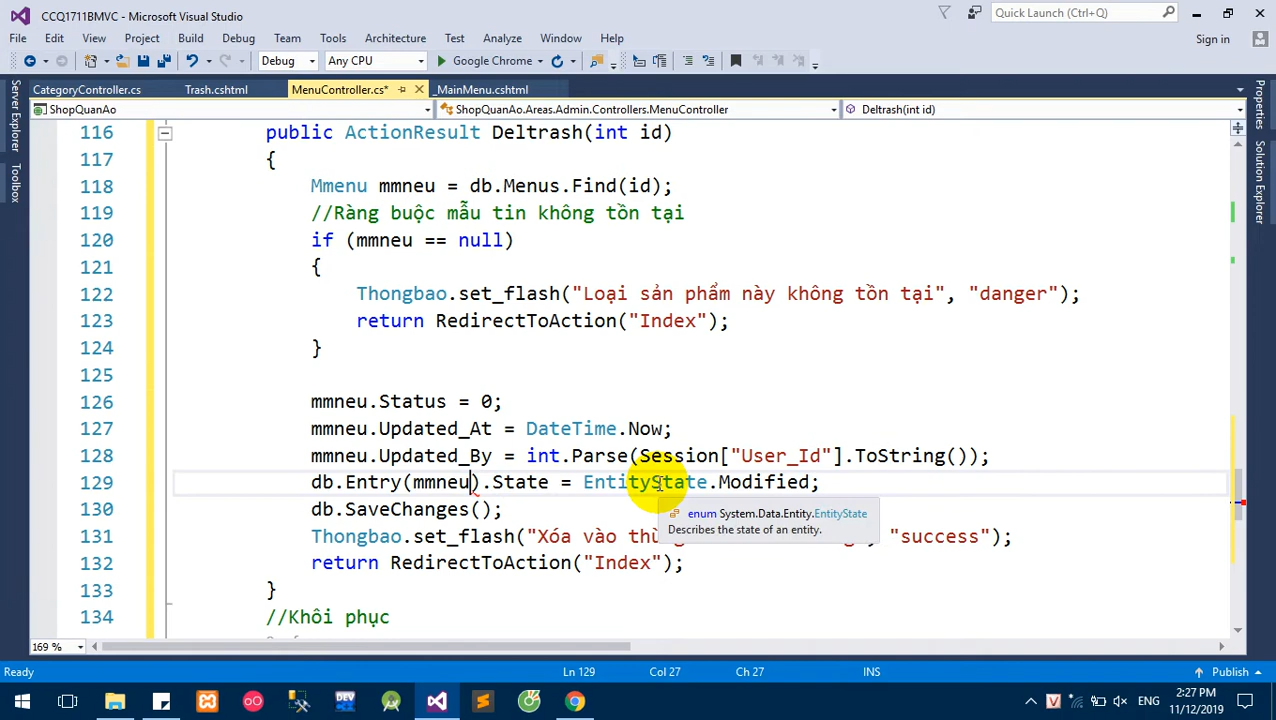 CCQ1711BMVC - Microsoft Visual Studio
Quick Launch (Ctrl+Q)
File Edit View Project Build Debug Team Tools Architecture Test Analyze Window Help
Sign in
Debug Any CPU Google Chrome
CategoryController.cs Trash.cshtml MenuController.cs* _MainMenu.cshtml
ShopQuanAo ShopQuanAo.Areas.Admin.Controllers.MenuController Deltrash(int id)
Server Explorer
Toolbox
Properties
Solution Explorer
116 public ActionResult Deltrash(int id)
117 {
118 Mmenu mmneu = db.Menus.Find(id);
119 //Ràng buộc mẫu tin không tồn tại
120 if (mmneu == null)
121 {
122 Thongbao.set_flash("Loại sản phẩm này không tồn tại", "danger");
123 return RedirectToAction("Index");
124 }
125
126 mmneu.Status = 0;
127 mmneu.Updated_At = DateTime.Now;
128 mmneu.Updated_By = int.Parse(Session["User_Id"].ToString());
129 db.Entry(mmneu).State = EntityState.Modified;
enum System.Data.Entity.EntityState
Describes the state of an entity.
130 db.SaveChanges();
131 Thongbao.set_flash("Xóa vào , "success");
132 return RedirectToAction("Index");
133 }
134 //Khôi phục
169 %
Ready Ln 129 Col 27 Ch 27 INS Publish
ENG
2:27 PM
11/12/2019